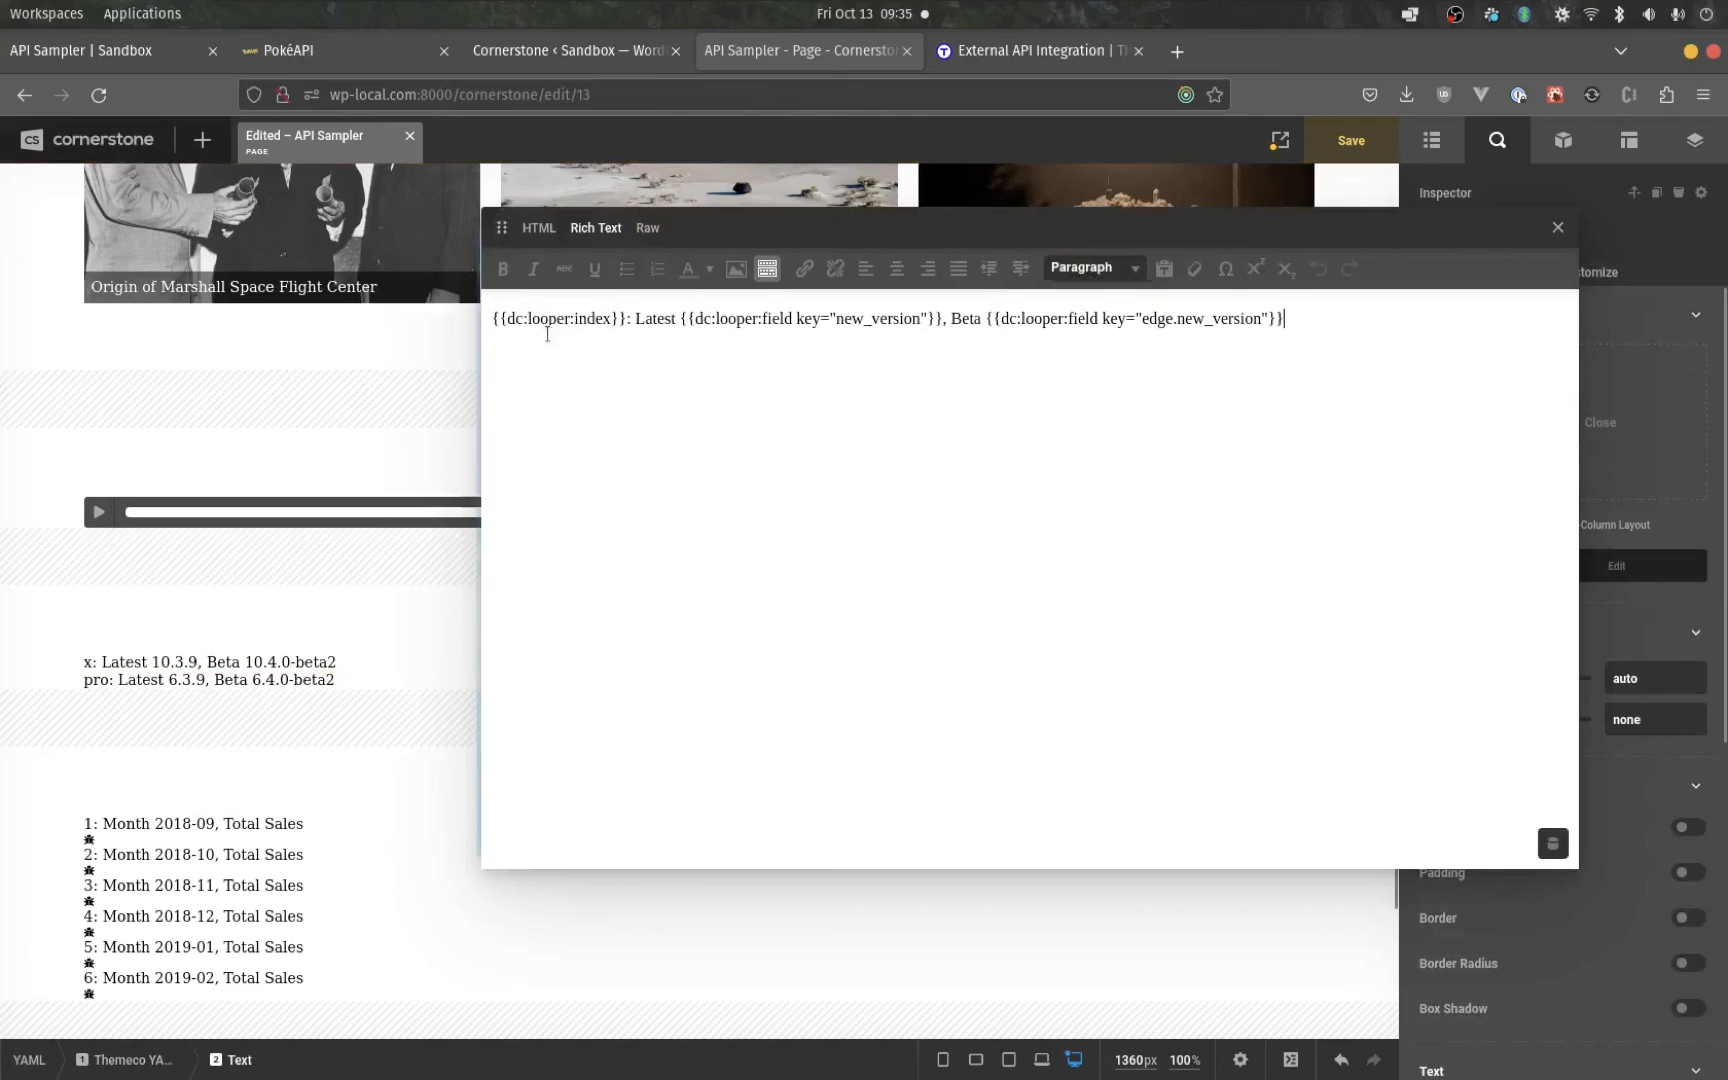 Workspaces Applications Fri Oct 13 09:35
API Sampler | Sandbox PokéAPI Cornerstone ‹ Sandbox — Word API Sampler - Page - Cornersto External API Integration | Th
wp-local.com:8000/cornerstone/edit/13
cs cornerstone
Edited – API Sampler
PAGE
Save
Inspector
HTML Rich Text Raw
Paragraph
Origin of Marshall Space Flight Center
{{dc:looper:index}}: Latest {{dc:looper:field key="new_version"}}, Beta {{dc:looper:field key="edge.new_version"}}
stomize
Close
-Column Layout
Edit
x: Latest 10.3.9, Beta 10.4.0-beta2
pro: Latest 6.3.9, Beta 6.4.0-beta2
auto
none
1: Month 2018-09, Total Sales
2: Month 2018-10, Total Sales
3: Month 2018-11, Total Sales
4: Month 2018-12, Total Sales
5: Month 2019-01, Total Sales
6: Month 2019-02, Total Sales
Padding
Border
Border Radius
Box Shadow
YAML 1 Themeco YA... 2 Text 1360px 100% Text